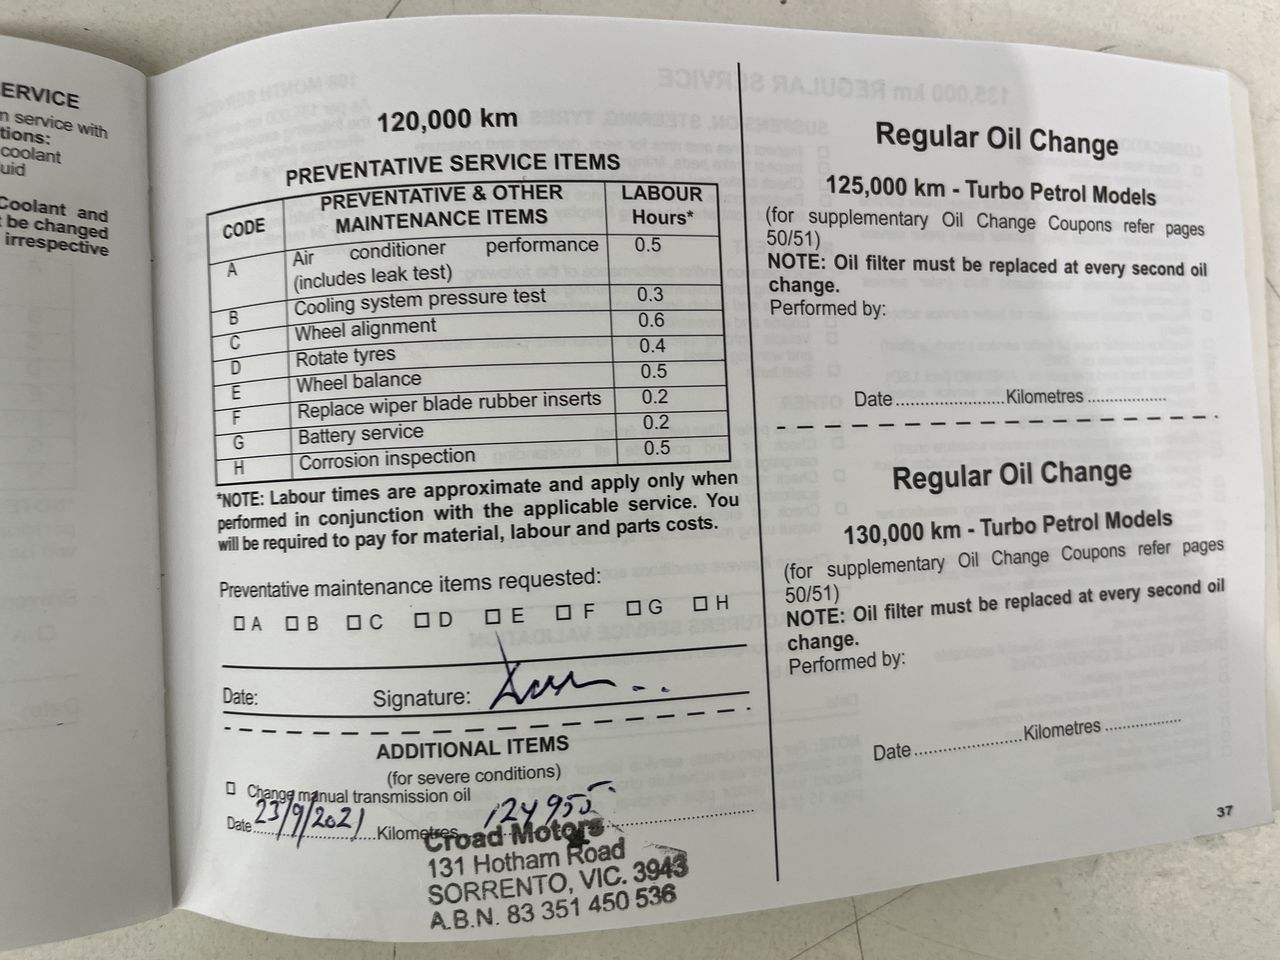 ERVICE
n service with
tions:
coolant
uid
Coolant and
t be changed
irrespective
120,000 km
PREVENTATIVE SERVICE ITEMS
CODE PREVENTATIVE & OTHER MAINTENANCE ITEMS LABOUR Hours*
A Air conditioner performance (includes leak test) 0.5
B Cooling system pressure test 0.3
C Wheel alignment 0.6
D Rotate tyres 0.4
E Wheel balance 0.5
F Replace wiper blade rubber inserts 0.2
G Battery service 0.2
H Corrosion inspection 0.5
*NOTE: Labour times are approximate and apply only when
performed in conjunction with the applicable service. You
will be required to pay for material, labour and parts costs.
Preventative maintenance items requested:
A B C D E F G H
Date: Signature:
ADDITIONAL ITEMS
(for severe conditions)
Change manual transmission oil
Date 23/9/2021 Kilometres 124955
Croad Motors
131 Hotham Road
SORRENTO, VIC. 3943
A.B.N. 83 351 450 536
Regular Oil Change
125,000 km - Turbo Petrol Models
(for supplementary Oil Change Coupons refer pages
50/51)
NOTE: Oil filter must be replaced at every second oil
change.
Performed by:
Date ...................... Kilometres ..................
Regular Oil Change
130,000 km - Turbo Petrol Models
(for supplementary Oil Change Coupons refer pages
50/51)
NOTE: Oil filter must be replaced at every second oil
change.
Performed by:
Date ...................... Kilometres ..................
37